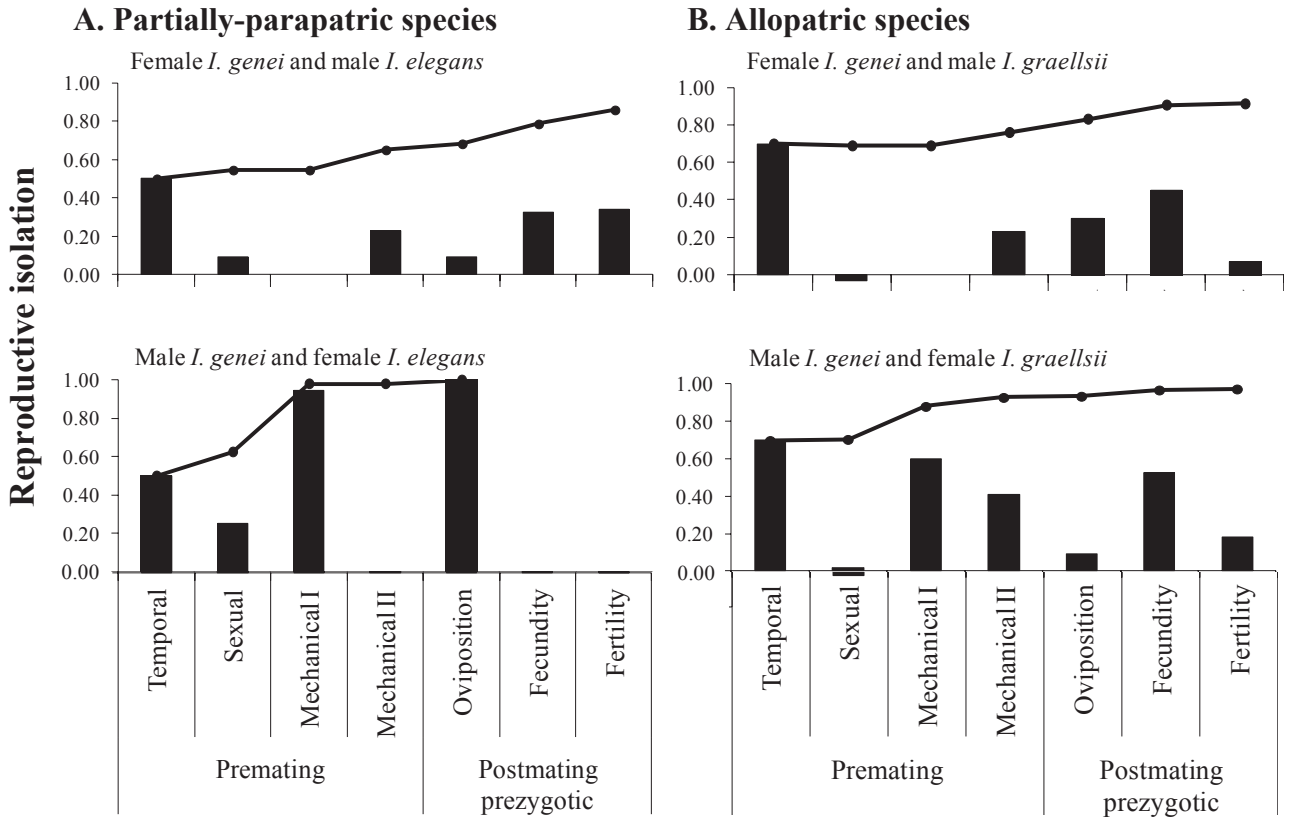 A. Partially-parapatric species
Female I. genei and male I. elegans
1.00
0.80
0.60
0.40
0.20
0.00
Male I. genei and female I. elegans
1.00
0.80
0.60
0.40
0.20
0.00
Temporal
Sexual
Mechanical I
Mechanical II
Oviposition
Fecundity
Fertility
Premating
Postmating
prezygotic
B. Allopatric species
Female I. genei and male I. graellsii
1.00
0.80
0.60
0.40
0.20
0.00
Male I. genei and female I. graellsii
1.00
0.80
0.60
0.40
0.20
0.00
Temporal
Sexual
Mechanical I
Mechanical II
Oviposition
Fecundity
Fertility
Premating
Postmating
prezygotic
Reproductive isolation